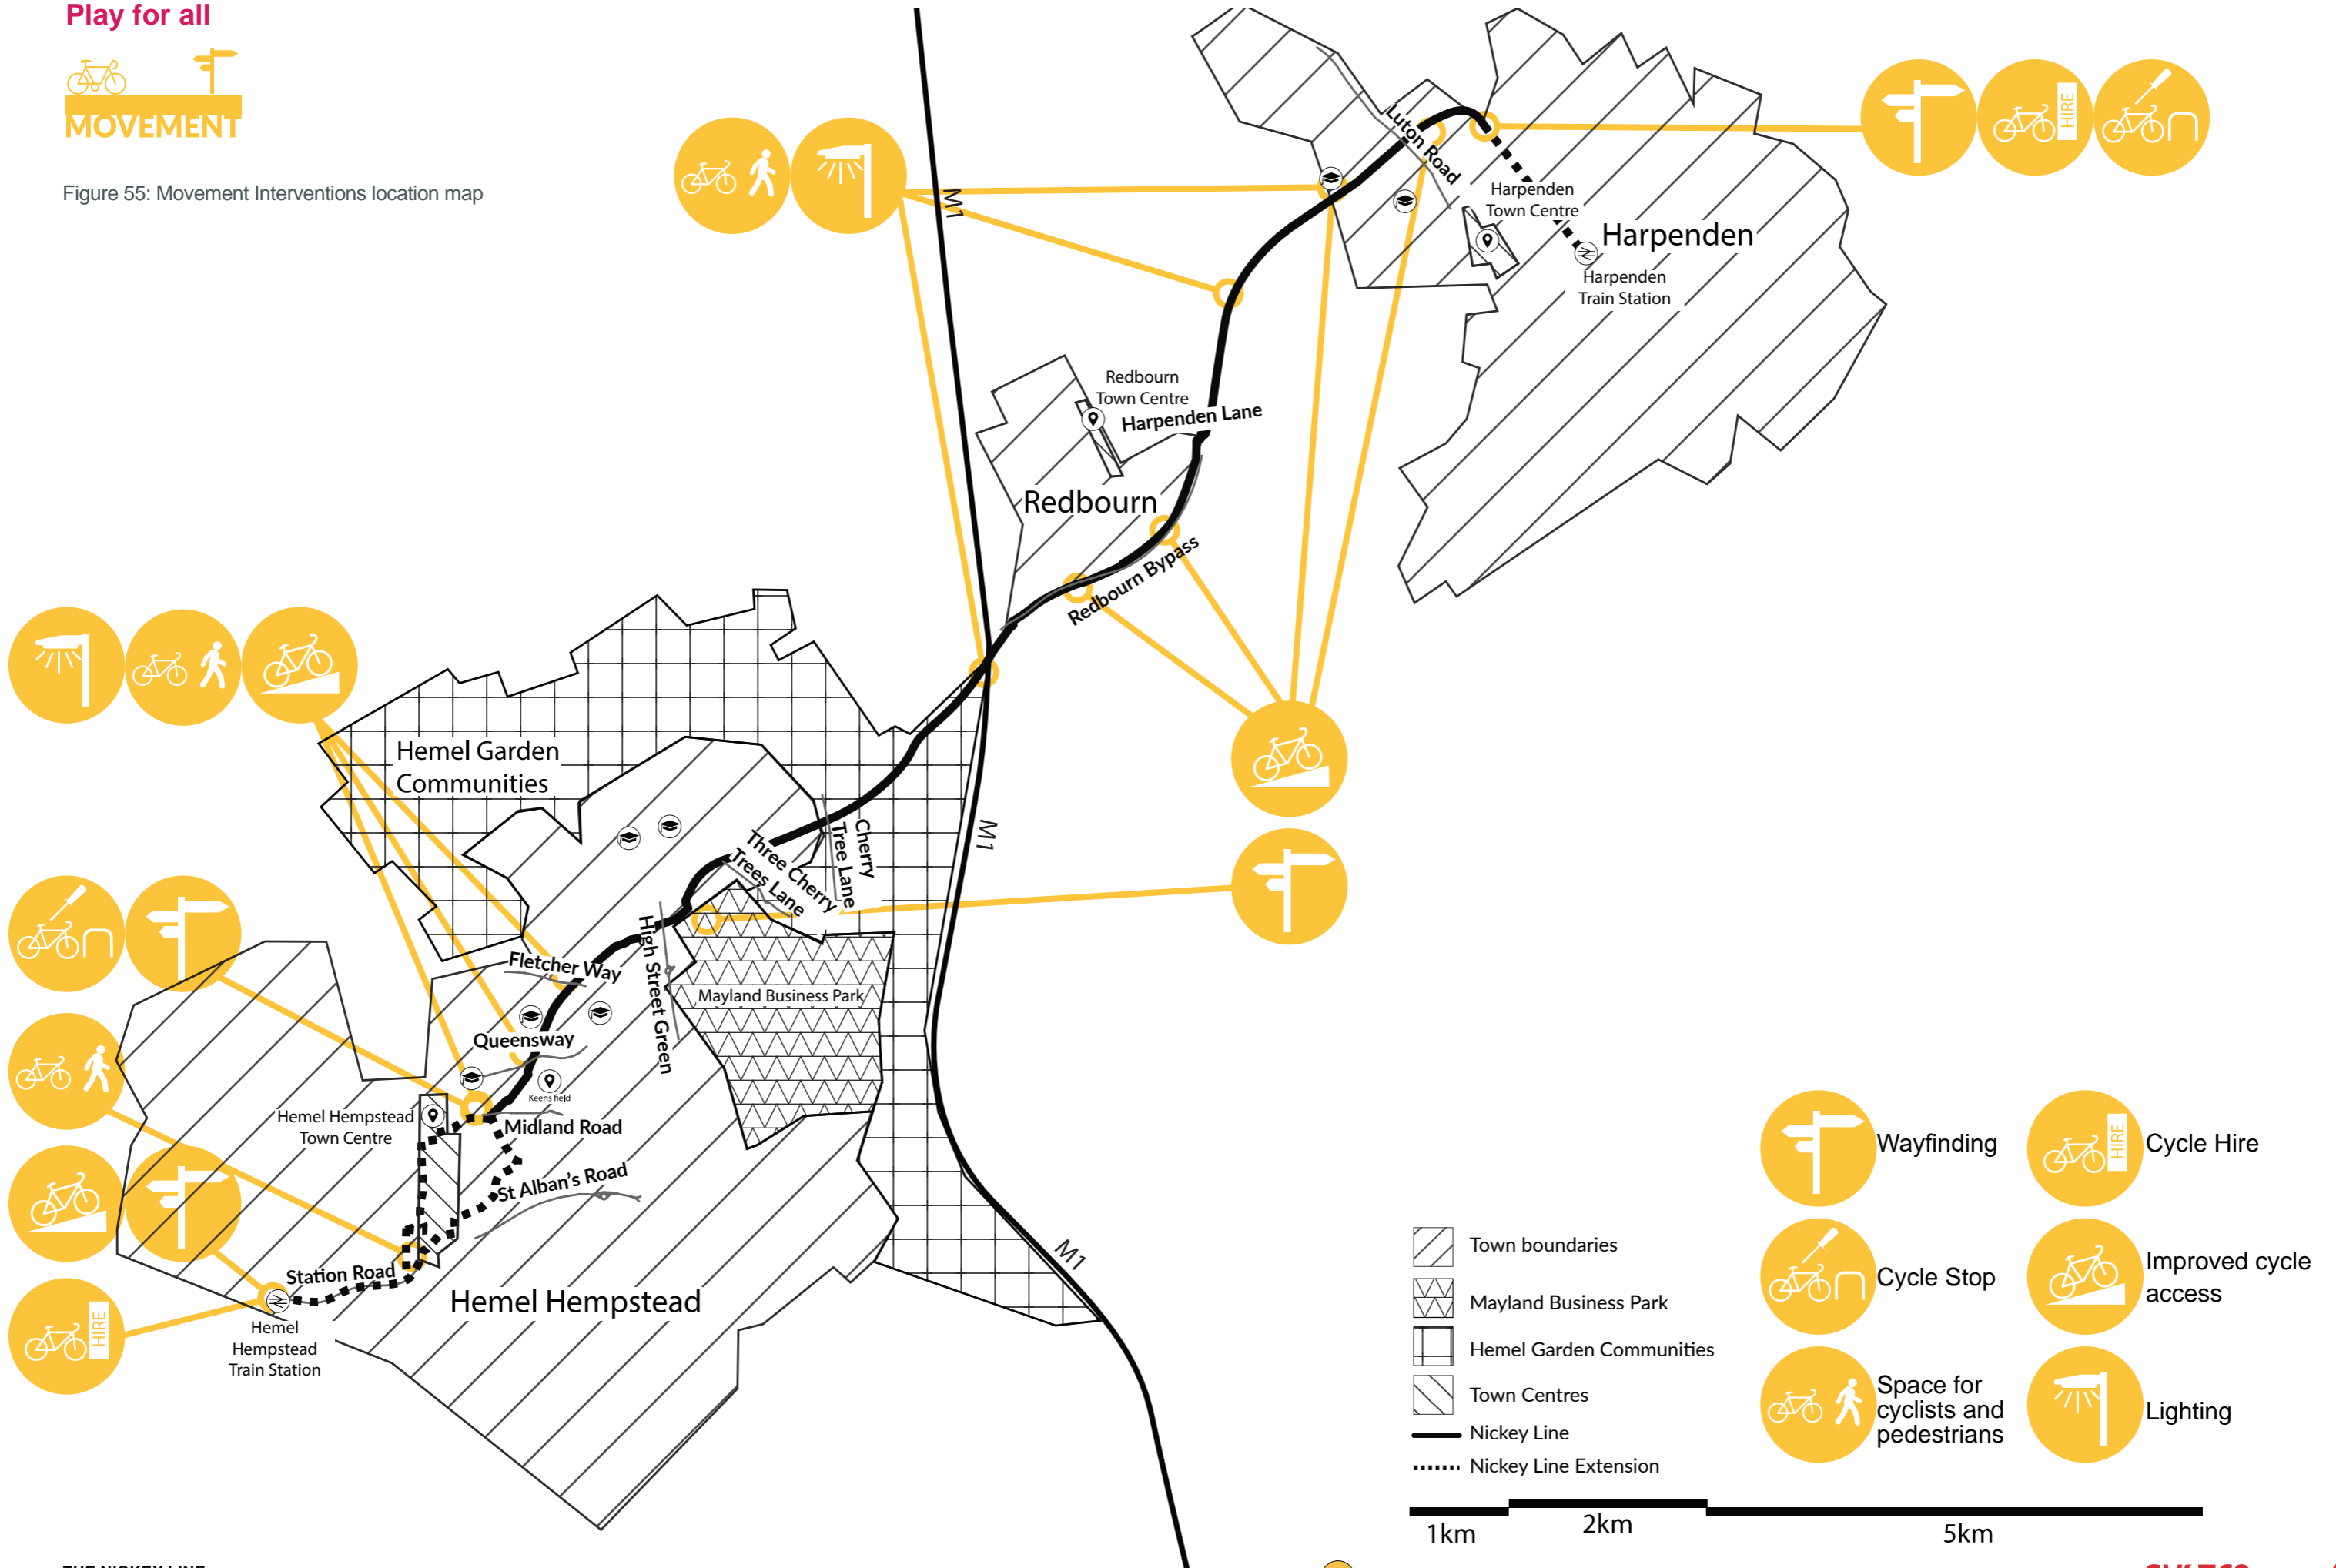 Play for all
MOVEMENT
Figure 55: Movement Interventions location map
M1
Luton Road
HIRE
Harpenden
Town Centre
Harpenden
Harpenden
Train Station
Redbourn
Town Centre
Harpenden Lane
Redbourn
Redbourn Bypass
Hemel Garden
Communities
Cherry
Tree Lane
Three Cherry
Trees Lane
M1
High Street Green
Fletcher Way
Mayland Business Park
Queensway
Keens field
Hemel Hempstead
Town Centre
Midland Road
St Alban's Road
Station Road
Hemel Hempstead
HIRE
Hemel
Hempstead
Train Station
M1
Town boundaries
Mayland Business Park
Hemel Garden Communities
Town Centres
Nickey Line
Nickey Line Extension
Wayfinding
HIRE
Cycle Hire
Cycle Stop
Improved cycle
access
Space for
cyclists and
pedestrians
Lighting
1km
2km
5km
THE NICKEY LINE